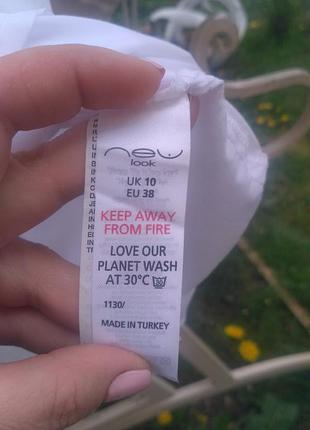 new
look
UK 10
EU 38
KEEP AWAY
FROM FIRE
LOVE OUR
PLANET WASH
AT 30°C
1130/
MADE IN TURKEY